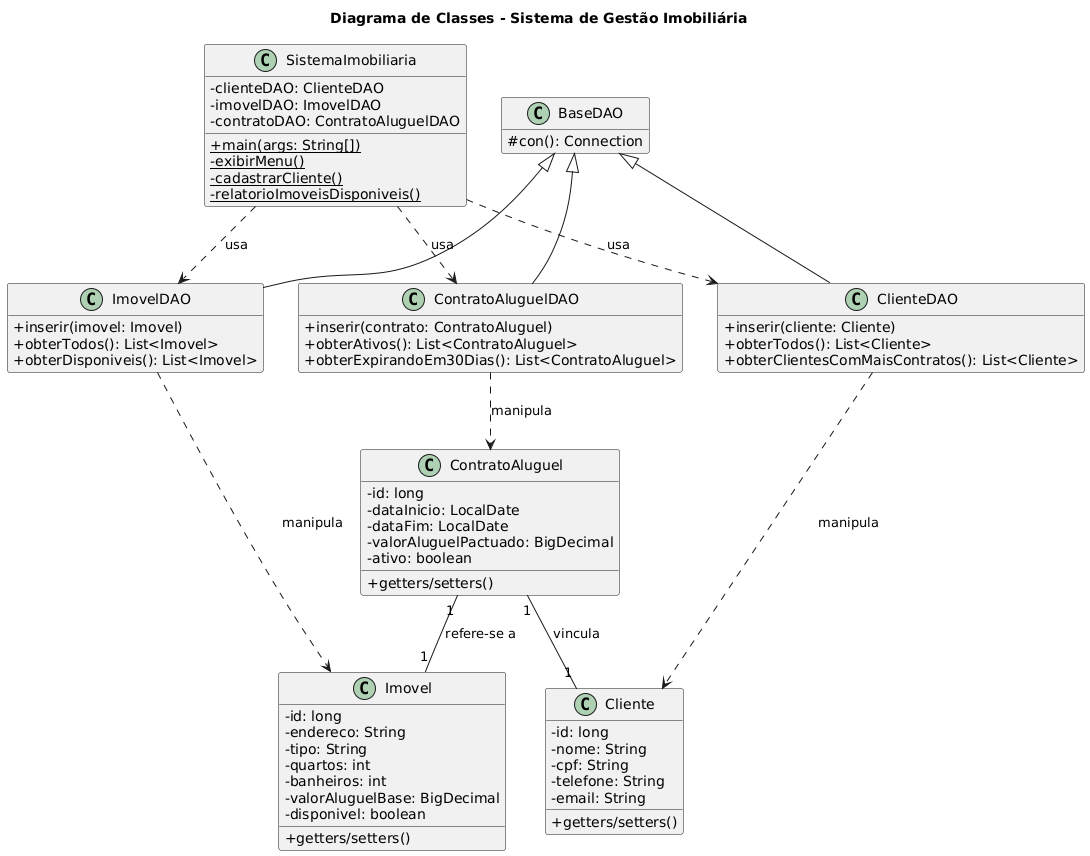 Diagrama de Classes - Sistema de Gestão Imobiliária
C SistemaImobiliaria
-clienteDAO: ClienteDAO
-imovelDAO: ImovelDAO
-contratoDAO: ContratoAluguelDAO
+main(args: String[])
-exibirMenu()
-cadastrarCliente()
-relatorioImoveisDisponiveis()
C BaseDAO
#con(): Connection
usa
usa
usa
C ImovelDAO
+inserir(imovel: Imovel)
+obterTodos(): List<Imovel>
+obterDisponiveis(): List<Imovel>
C ContratoAluguelDAO
+inserir(contrato: ContratoAluguel)
+obterAtivos(): List<ContratoAluguel>
+obterExpirandoEm30Dias(): List<ContratoAluguel>
C ClienteDAO
+inserir(cliente: Cliente)
+obterTodos(): List<Cliente>
+obterClientesComMaisContratos(): List<Cliente>
manipula
C ContratoAluguel
-id: long
-dataInicio: LocalDate
-dataFim: LocalDate
-valorAluguelPactuado: BigDecimal
-ativo: boolean
+getters/setters()
manipula
manipula
1
1
refere-se a
vincula
1
1
C Imovel
-id: long
-endereco: String
-tipo: String
-quartos: int
-banheiros: int
-valorAluguelBase: BigDecimal
-disponivel: boolean
+getters/setters()
C Cliente
-id: long
-nome: String
-cpf: String
-telefone: String
-email: String
+getters/setters()